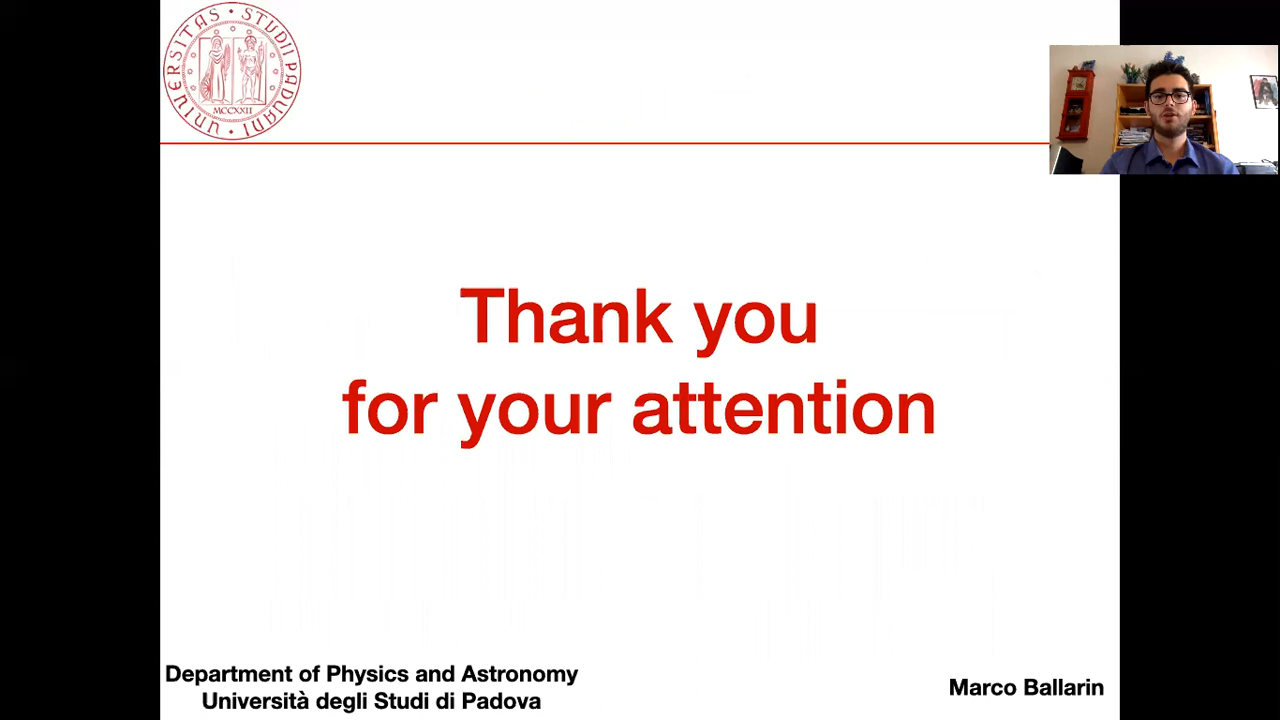 UNIVERSITAS STUDII PADUANI
MCCXXII
Thank you
for your attention
Department of Physics and Astronomy
Università degli Studi di Padova
Marco Ballarin